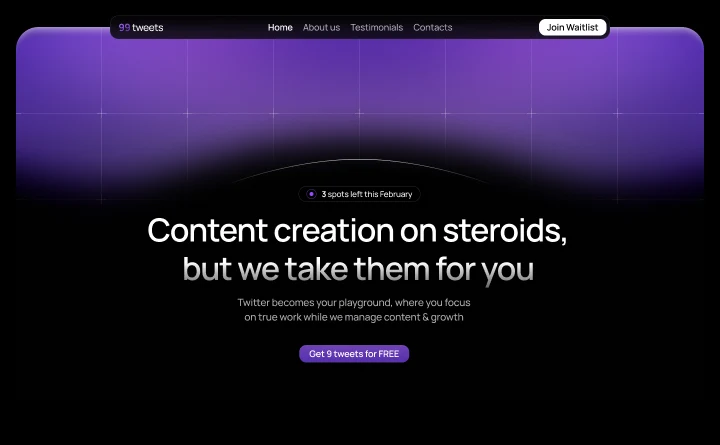 99 tweets
Home
About us
Testimonials
Contacts
Join Waitlist
3 spots left this February
Content creation on steroids,
but we take them for you
Twitter becomes your playground, where you focus
on true work while we manage content & growth
Get 9 tweets for FREE